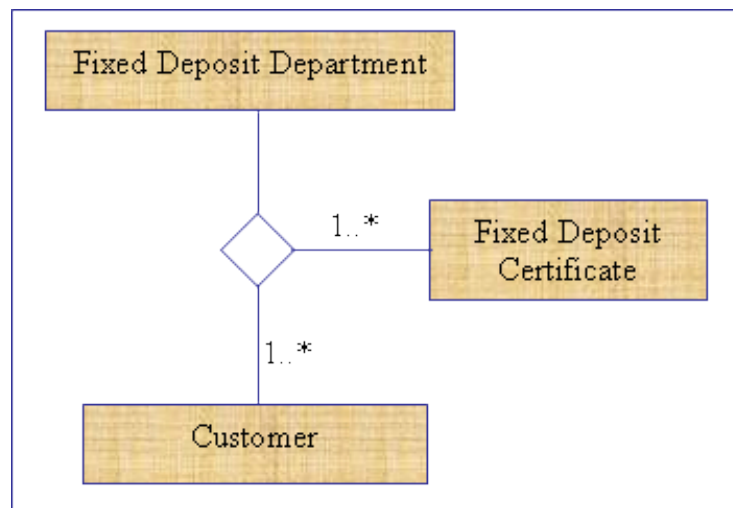 Fixed Deposit Department
1..*
Fixed Deposit
Certificate
1..*
Customer